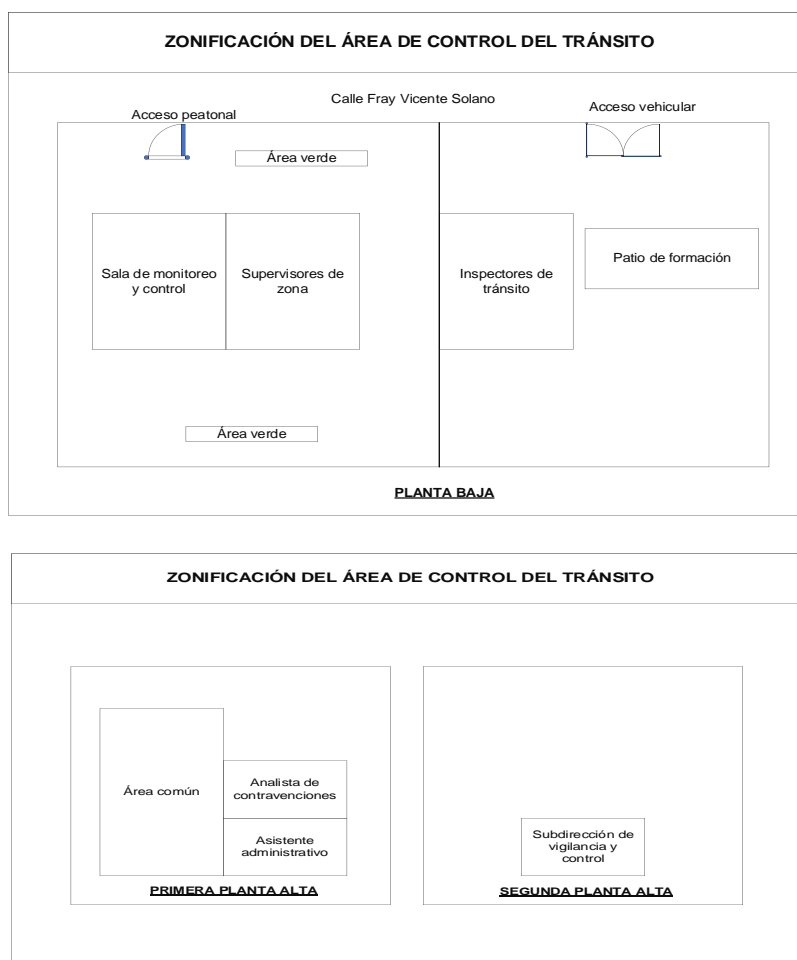 ZONIFICACIÓN DEL ÁREA DE CONTROL DEL TRÁNSITO
Calle Fray Vicente Solano
Acceso peatonal
Acceso vehicular
Área verde
Sala de monitoreo
y control
Supervisores de
zona
Inspectores de
tránsito
Patio de formación
Área verde
PLANTA BAJA
ZONIFICACIÓN DEL ÁREA DE CONTROL DEL TRÁNSITO
Área común
Analista de
contravenciones
Asistente
administrativo
PRIMERA PLANTA ALTA
Subdirección de
vigilancia y
control
SEGUNDA PLANTA ALTA